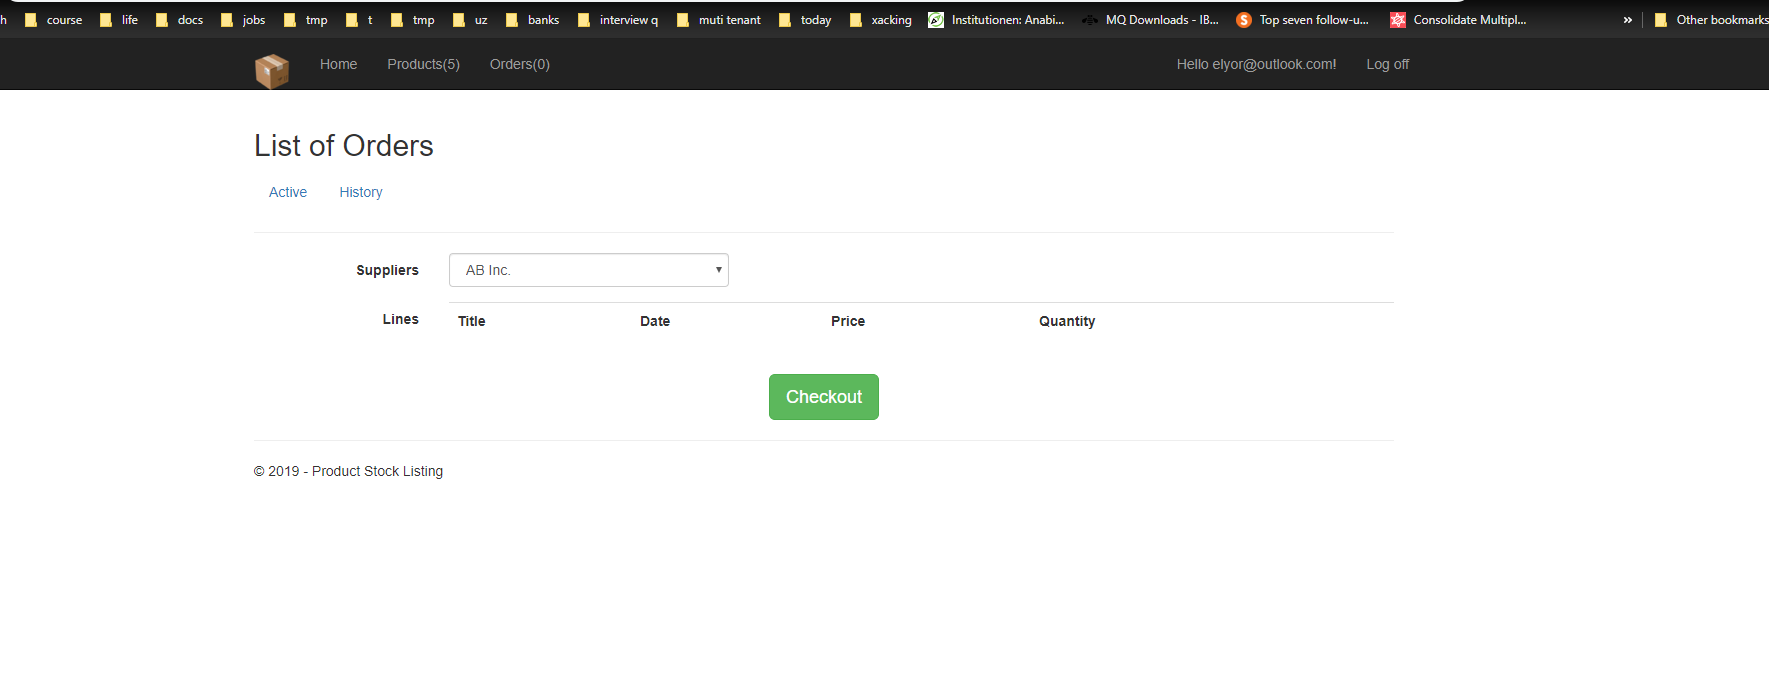 h course life docs jobs tmp t tmp uz banks interview q muti tenant today xacking Institutionen: Anabi... MQ Downloads - IB... S Top seven follow-u... Consolidate Multipl... » Other bookmarks
Home Products(5) Orders(0) Hello elyor@outlook.com! Log off
List of Orders
Active History
Suppliers AB Inc.
Lines Title Date Price Quantity
Checkout
© 2019 - Product Stock Listing